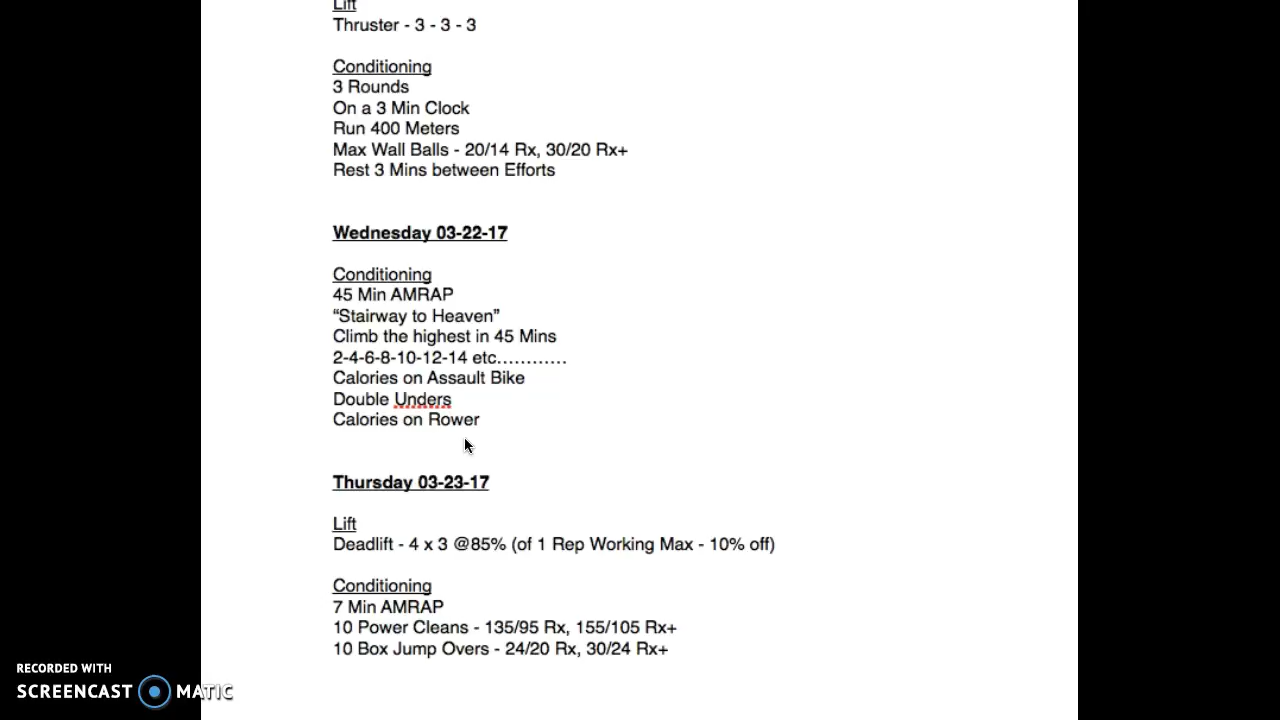 Lift
Thruster - 3 - 3 - 3
Conditioning
3 Rounds
On a 3 Min Clock
Run 400 Meters
Max Wall Balls - 20/14 Rx, 30/20 Rx+
Rest 3 Mins between Efforts
Wednesday 03-22-17
Conditioning
45 Min AMRAP
“Stairway to Heaven”
Climb the highest in 45 Mins
2-4-6-8-10-12-14 etc…………
Calories on Assault Bike
Double Unders
Calories on Rower
Thursday 03-23-17
Lift
Deadlift - 4 x 3 @85% (of 1 Rep Working Max - 10% off)
Conditioning
7 Min AMRAP
10 Power Cleans - 135/95 Rx, 155/105 Rx+
10 Box Jump Overs - 24/20 Rx, 30/24 Rx+
RECORDED WITH
SCREENCAST MATIC